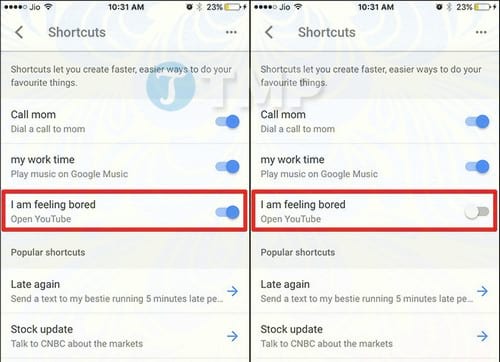 Jio 10:31 AM 23%
Shortcuts
Shortcuts let you create faster, easier ways to do your
favourite things.
TMP
Call mom
Dial a call to mom
my work time
Play music on Google Music
I am feeling bored
Open YouTube
Popular shortcuts
Late again
Send a text to my bestie running 5 minutes late pe...
Stock update
Talk to CNBC about the markets
Jio 10:31 AM 23%
Shortcuts
Shortcuts let you create faster, easier ways to do your
favourite things.
Call mom
Dial a call to mom
my work time
Play music on Google Music
I am feeling bored
Open YouTube
Popular shortcuts
Late again
Send a text to my bestie running 5 minutes late pe...
Stock update
Talk to CNBC about the markets